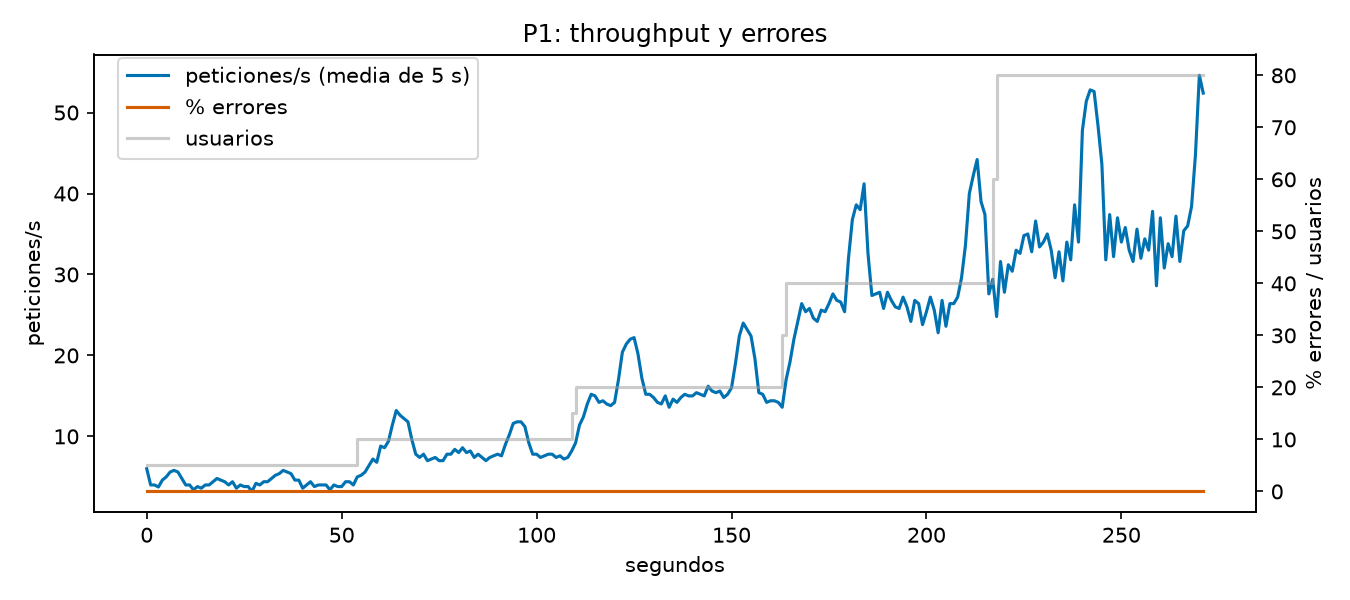 P1: throughput y errores
peticiones/s (media de 5 s)
% errores
usuarios
peticiones/s
50
40
30
20
10
80
70
60
50
40
30
20
10
0
% errores / usuarios
0
50
100
150
200
250
segundos